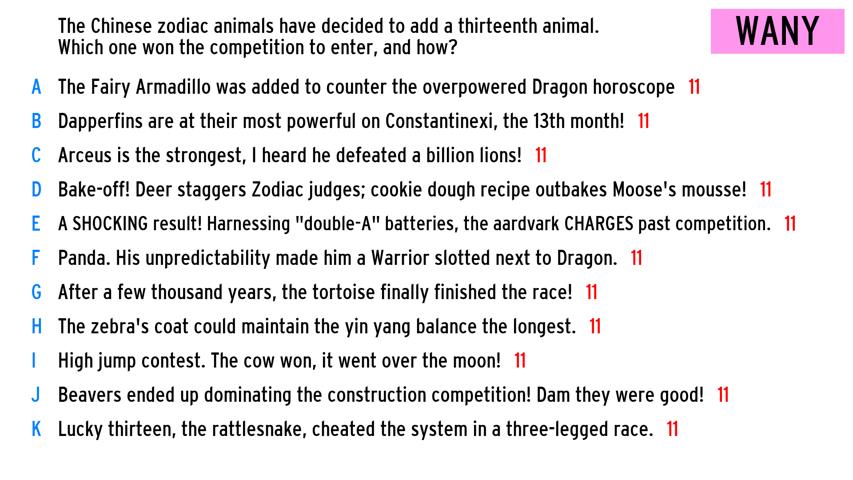 The Chinese zodiac animals have decided to add a thirteenth animal.
Which one won the competition to enter, and how?
WANY
A The Fairy Armadillo was added to counter the overpowered Dragon horoscope 11
B Dapperfins are at their most powerful on Constantinexi, the 13th month! 11
C Arceus is the strongest, I heard he defeated a billion lions! 11
D Bake-off! Deer staggers Zodiac judges; cookie dough recipe outbakes Moose's mousse! 11
E A SHOCKING result! Harnessing "double-A" batteries, the aardvark CHARGES past competition. 11
F Panda. His unpredictability made him a Warrior slotted next to Dragon. 11
G After a few thousand years, the tortoise finally finished the race! 11
H The zebra's coat could maintain the yin yang balance the longest. 11
I High jump contest. The cow won, it went over the moon! 11
J Beavers ended up dominating the construction competition! Dam they were good! 11
K Lucky thirteen, the rattlesnake, cheated the system in a three-legged race. 11